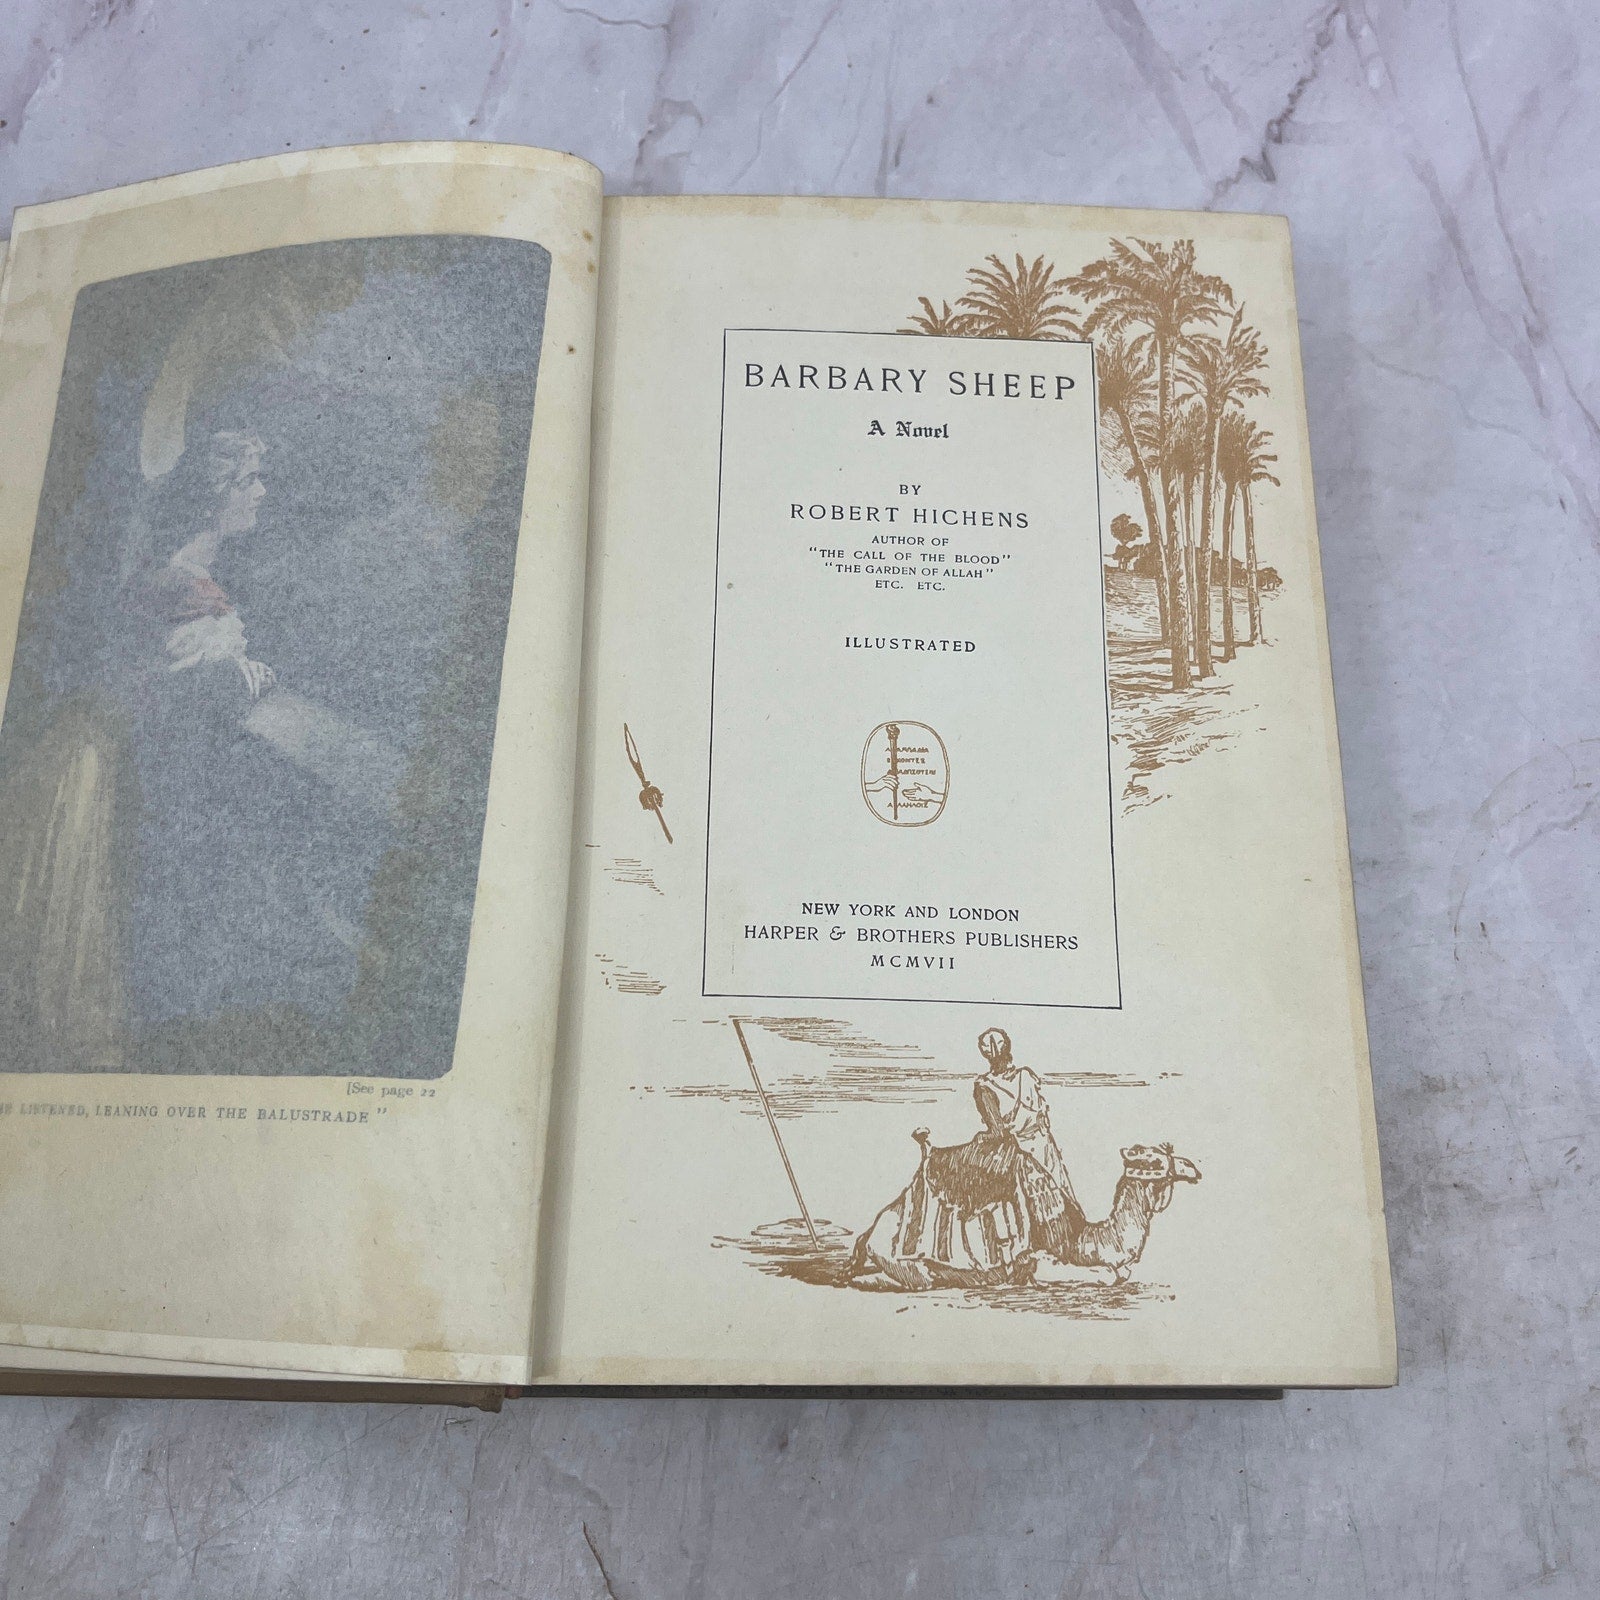 [See page 22
LISTENED, LEANING OVER THE BALUSTRADE"
BARBARY SHEEP
A Novel
BY
ROBERT HICHENS
AUTHOR OF
"THE CALL OF THE BLOOD"
"THE GARDEN OF ALLAH"
ETC. ETC.
ILLUSTRATED
NEW YORK AND LONDON
HARPER & BROTHERS PUBLISHERS
MCMVII